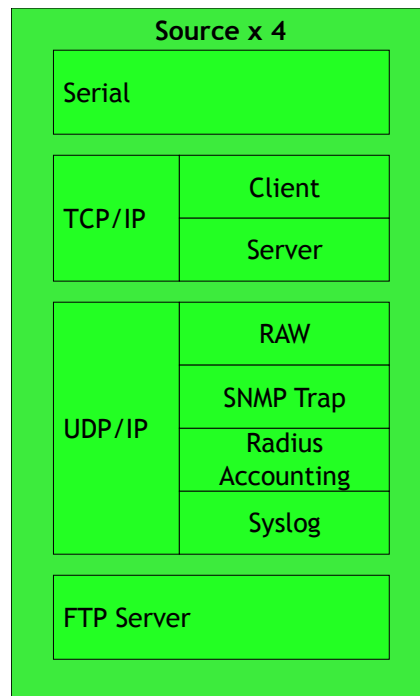 Source x 4
Serial
TCP/IP
Client
Server
UDP/IP
RAW
SNMP Trap
Radius
Accounting
Syslog
FTP Server